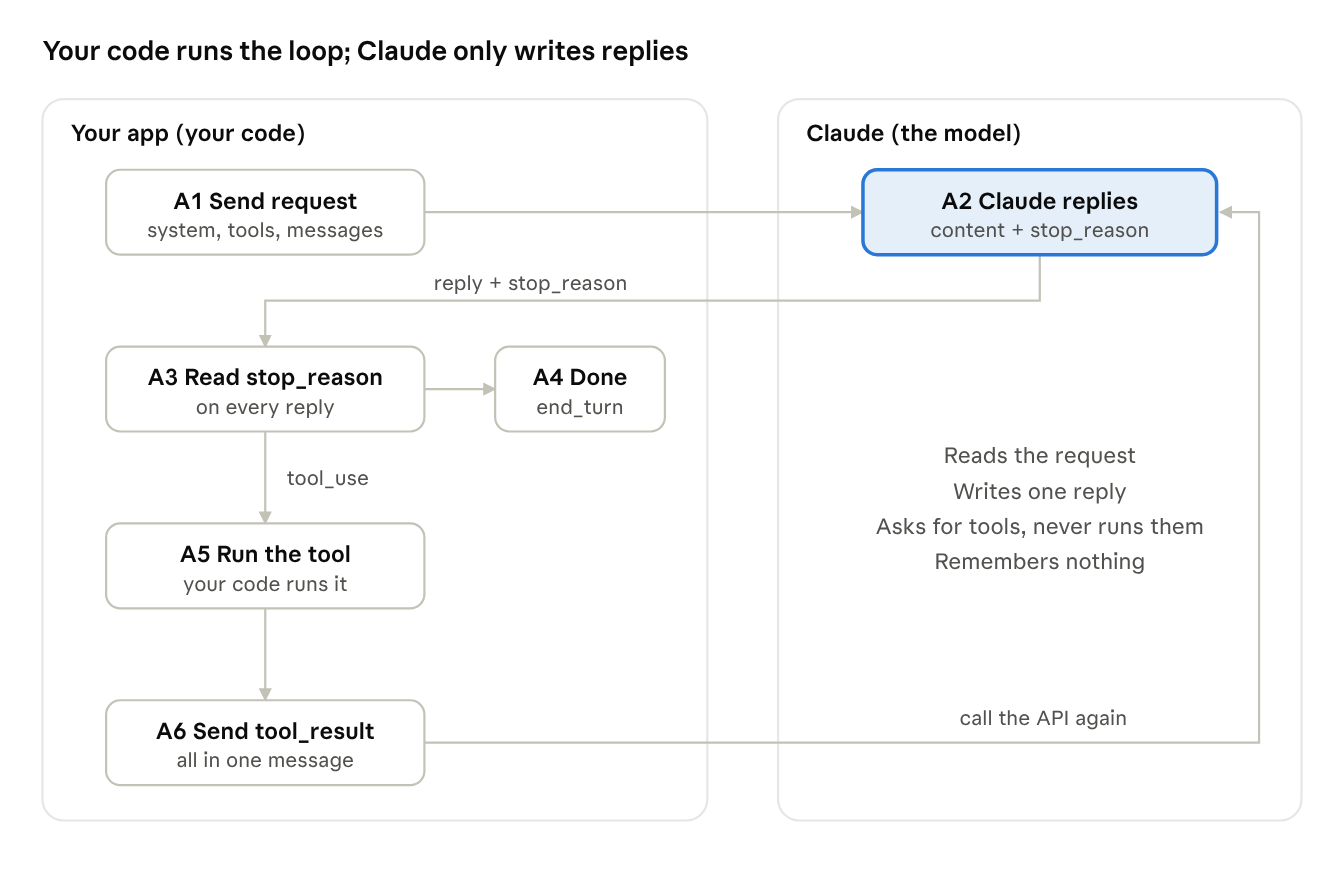 Your code runs the loop; Claude only writes replies
Your app (your code)
Claude (the model)
A1 Send request
system, tools, messages
A2 Claude replies
content + stop_reason
reply + stop_reason
A3 Read stop_reason
on every reply
A4 Done
end_turn
tool_use
Reads the request
Writes one reply
Asks for tools, never runs them
Remembers nothing
A5 Run the tool
your code runs it
A6 Send tool_result
all in one message
call the API again